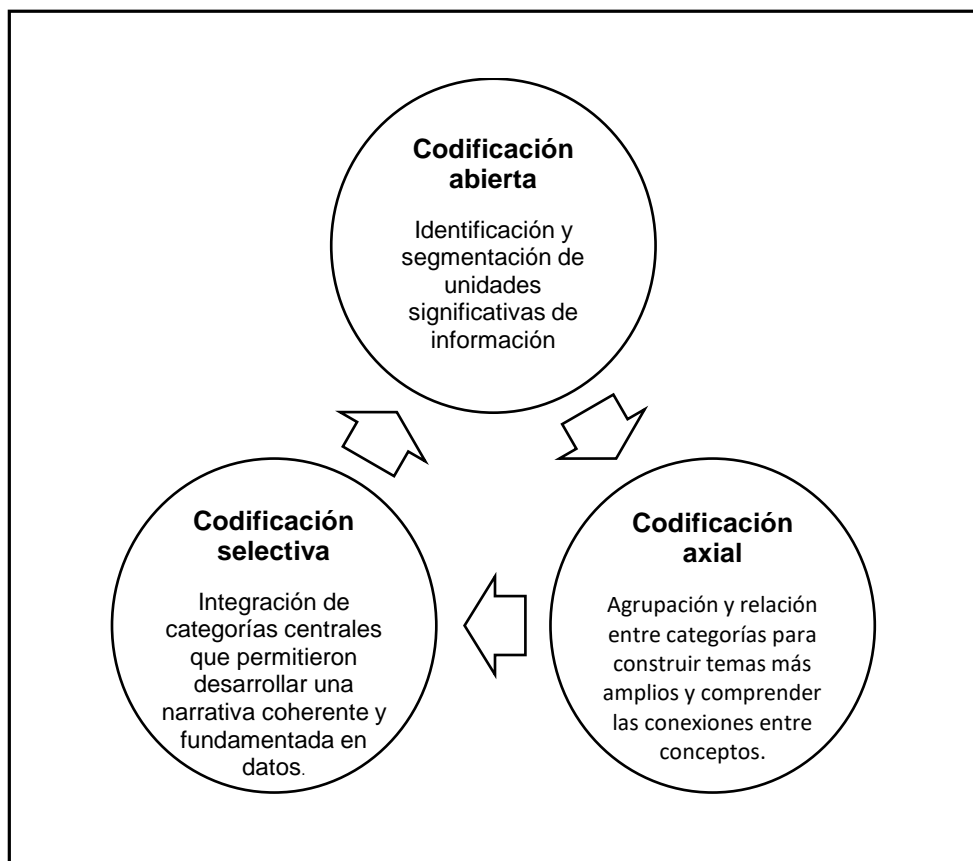 Codificación
abierta
Identificación y
segmentación de
unidades
significativas de
información
Codificación
selectiva
Integración de
categorías centrales
que permitieron
desarrollar una
narrativa coherente y
fundamentada en
datos.
Codificación
axial
Agrupación y relación
entre categorías para
construir temas más
amplios y comprender
las conexiones entre
conceptos.